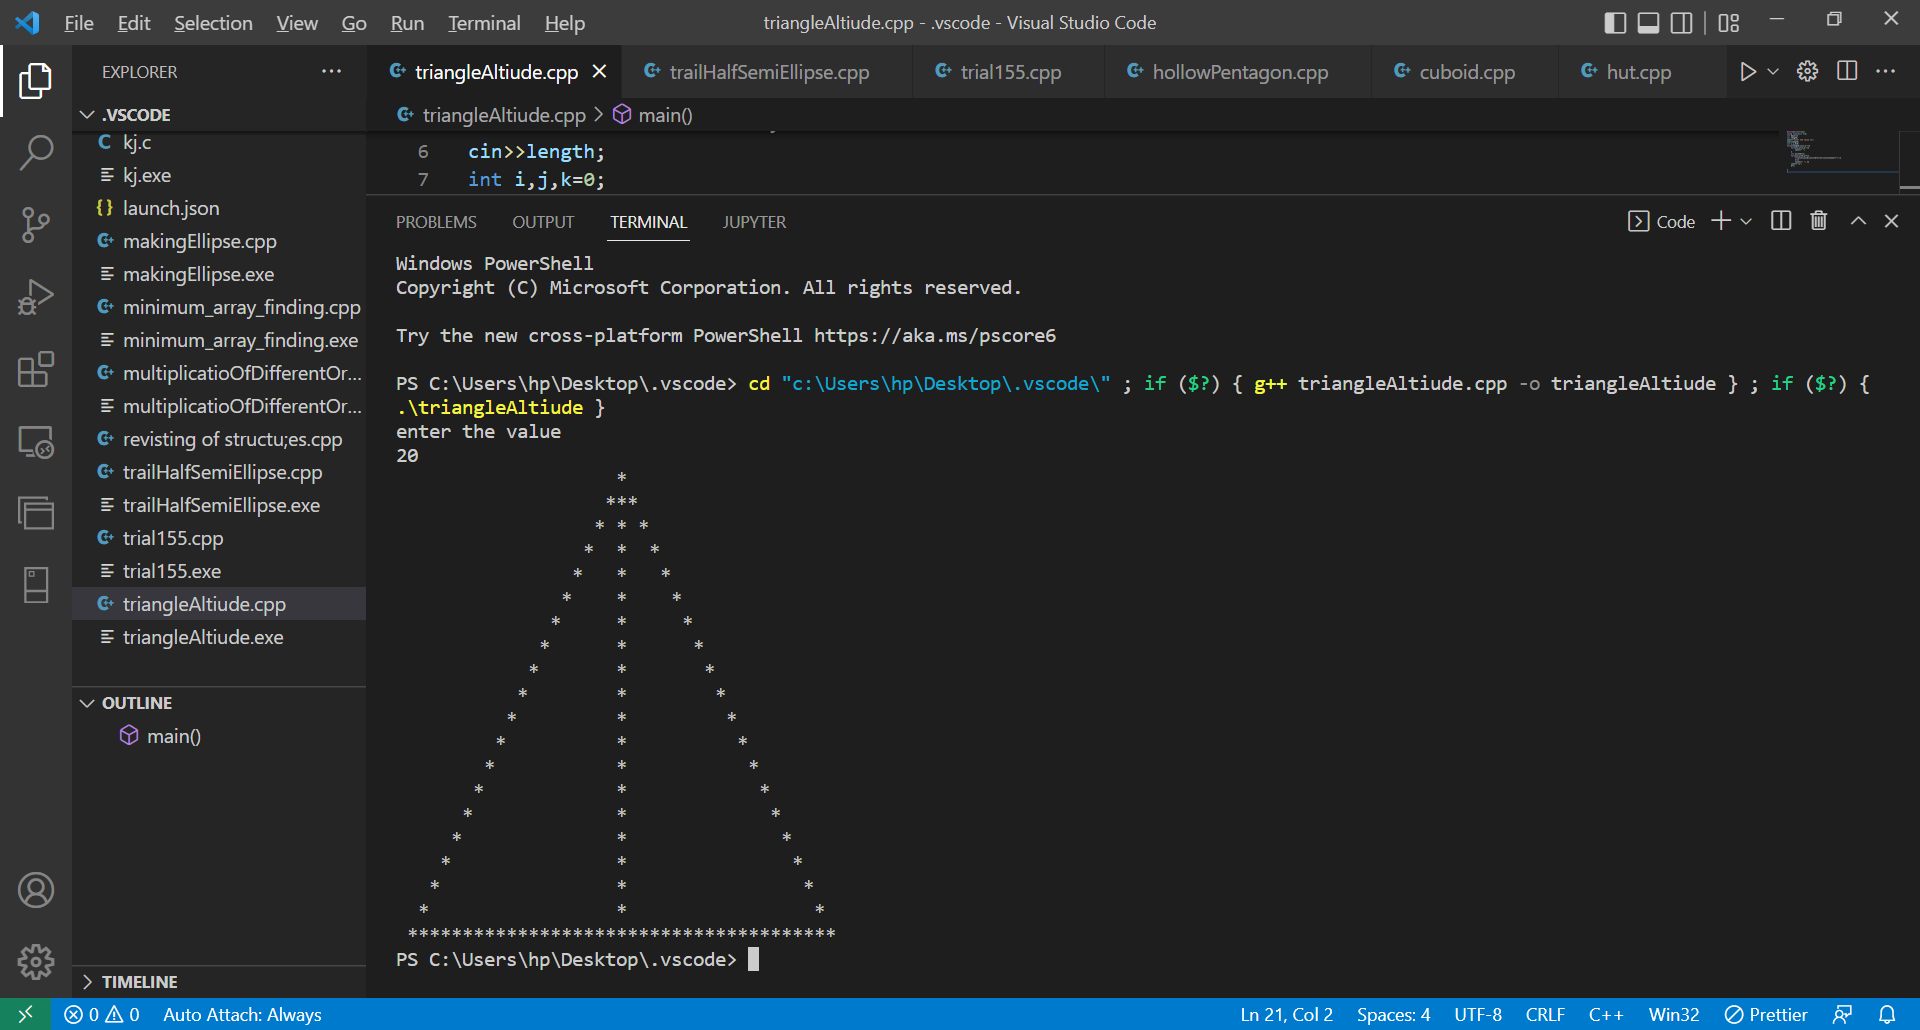 File Edit Selection View Go Run Terminal Help
triangleAltiude.cpp - .vscode - Visual Studio Code
EXPLORER
.VSCODE
kj.c
kj.exe
launch.json
makingEllipse.cpp
makingEllipse.exe
minimum_array_finding.cpp
minimum_array_finding.exe
multiplicatioOfDifferentOr...
multiplicatioOfDifferentOr...
revisting of structu;es.cpp
trailHalfSemiEllipse.cpp
trailHalfSemiEllipse.exe
trial155.cpp
trial155.exe
triangleAltiude.cpp
triangleAltiude.exe
OUTLINE
main()
TIMELINE
triangleAltiude.cpp trailHalfSemiEllipse.cpp trial155.cpp hollowPentagon.cpp cuboid.cpp hut.cpp
triangleAltiude.cpp > main()
6 cin>>length;
7 int i,j,k=0;
PROBLEMS OUTPUT TERMINAL JUPYTER
Code
Windows PowerShell
Copyright (C) Microsoft Corporation. All rights reserved.
Try the new cross-platform PowerShell https://aka.ms/pscore6
PS C:\Users\hp\Desktop\.vscode> cd "c:\Users\hp\Desktop\.vscode\" ; if ($?) { g++ triangleAltiude.cpp -o triangleAltiude } ; if ($?) {
.\triangleAltiude }
enter the value
20
                    *
                   ***
                  * * *
                 *  *  *
                *   *   *
               *    *    *
              *     *     *
             *      *      *
            *       *       *
           *        *        *
          *         *         *
         *          *          *
        *           *           *
       *            *            *
      *             *             *
     *              *              *
    *               *               *
   *                *                *
  *                 *                 *
 ***************************************
PS C:\Users\hp\Desktop\.vscode>
0 0 Auto Attach: Always
Ln 21, Col 2 Spaces: 4 UTF-8 CRLF C++ Win32 Prettier